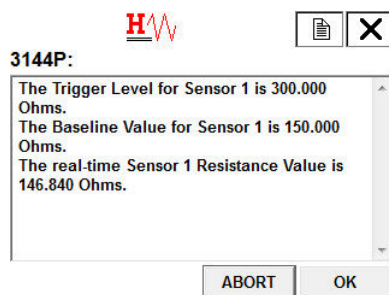 H
3144P:
The Trigger Level for Sensor 1 is 300.000
Ohms.
The Baseline Value for Sensor 1 is 150.000
Ohms.
The real-time Sensor 1 Resistance Value is
146.840 Ohms.
ABORT OK